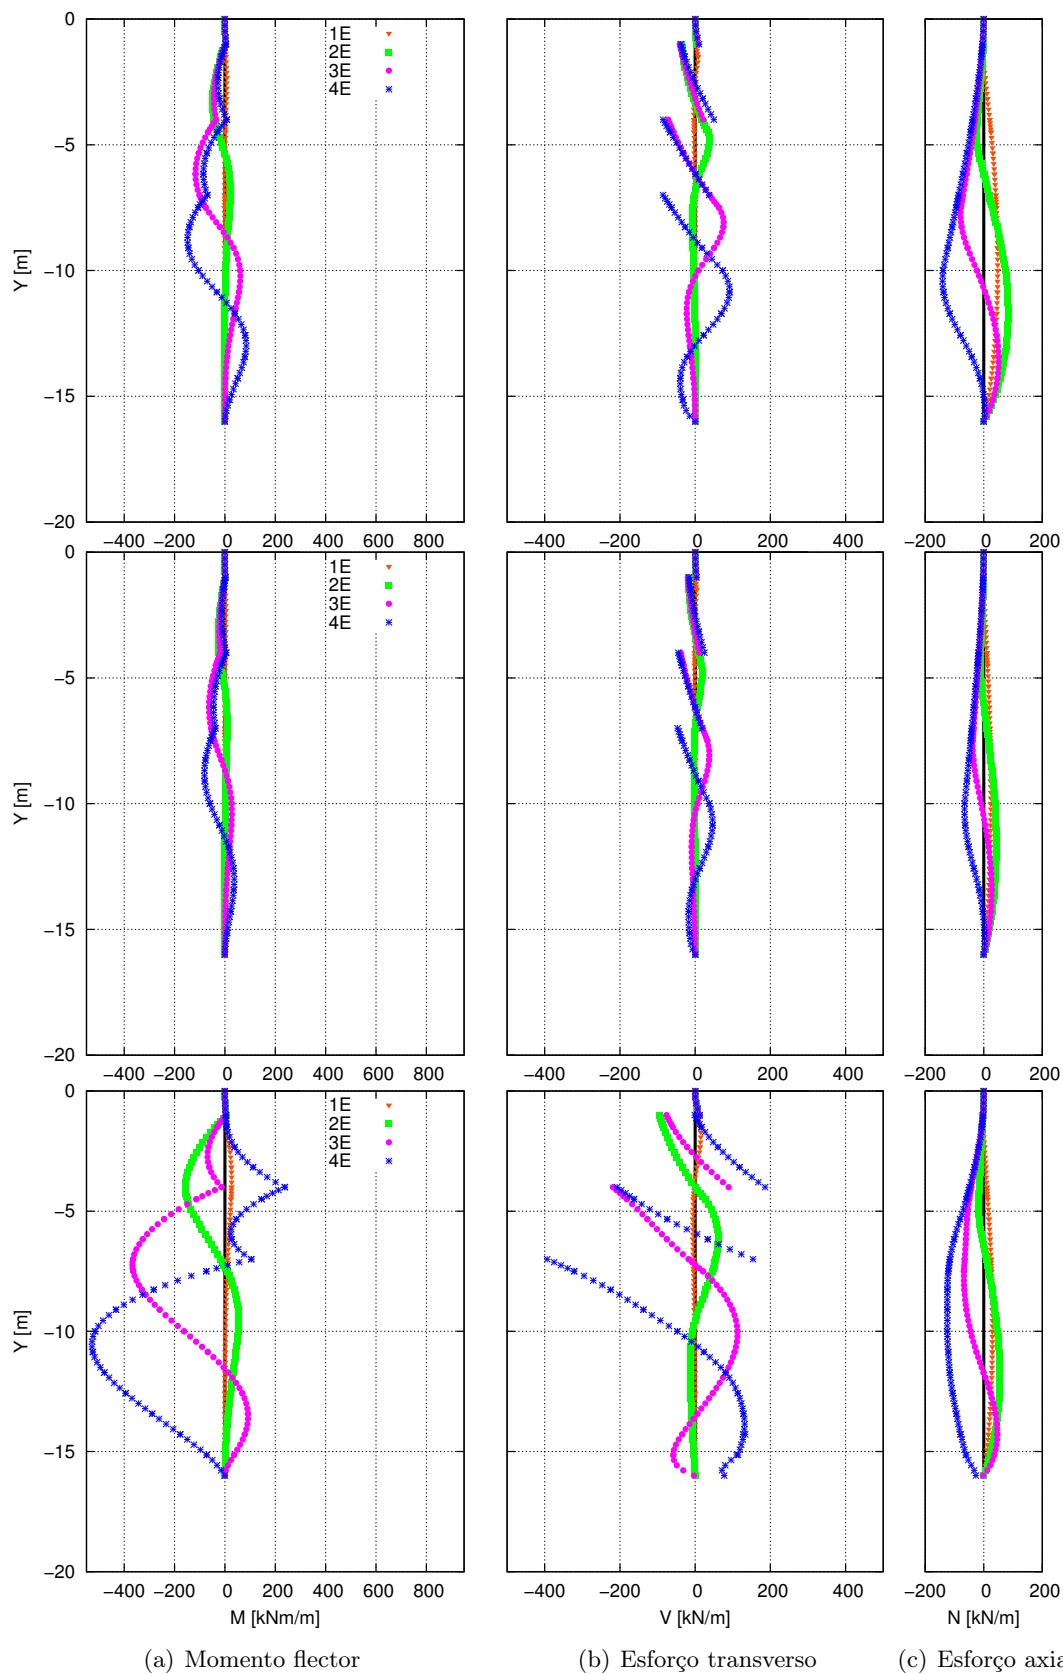 0
−5
−10
−15
−20
Y [m]
1E
2E
3E
4E
−400 −200 0 200 400 600 800
−400 −200 0 200 400
−200 0 200
0
−5
−10
−15
−20
Y [m]
1E
2E
3E
4E
−400 −200 0 200 400 600 800
−400 −200 0 200 400
−200 0 200
0
−5
−10
−15
−20
Y [m]
1E
2E
3E
4E
−400 −200 0 200 400 600 800
−400 −200 0 200 400
−200 0 200
M [kNm/m]
V [kN/m]
N [kN/m]
(a) Momento flector
(b) Esforço transverso
(c) Esforço axia